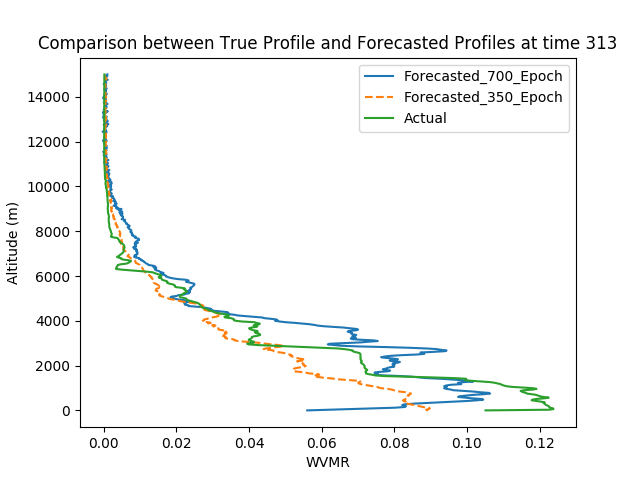 Comparison between True Profile and Forecasted Profiles at time 313
Forecasted_700_Epoch
Forecasted_350_Epoch
Actual
Altitude (m)
14000
12000
10000
8000
6000
4000
2000
0
0.00 0.02 0.04 0.06 0.08 0.10 0.12
WVMR